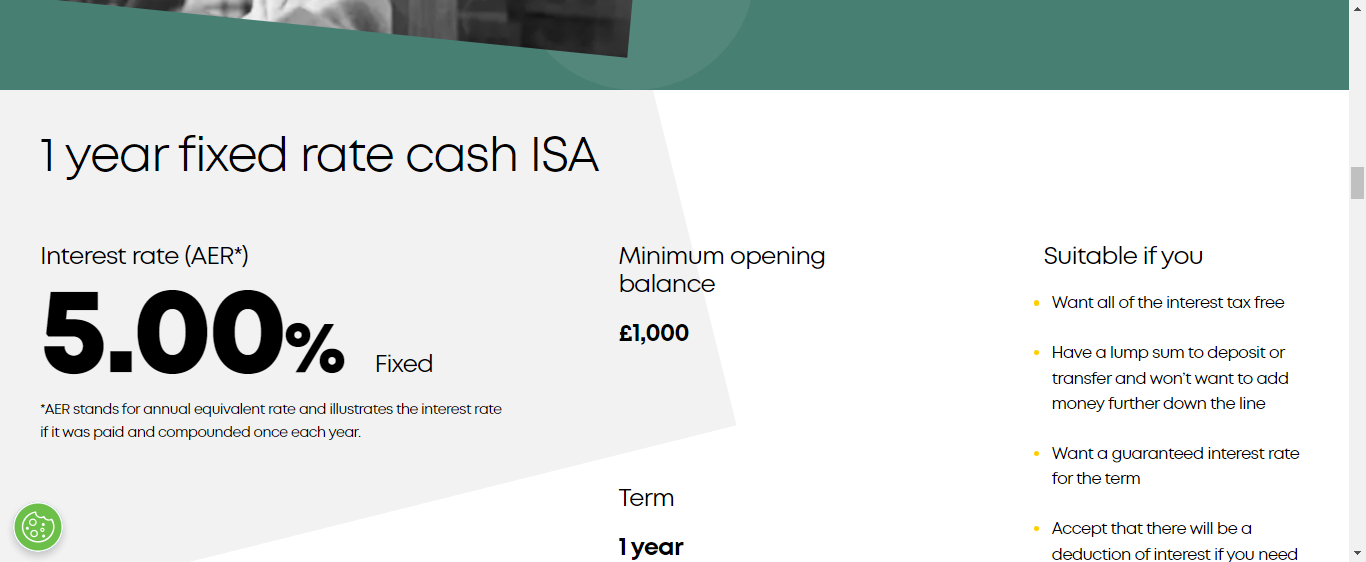 1 year fixed rate cash ISA
Interest rate (AER*)
5.00% Fixed
*AER stands for annual equivalent rate and illustrates the interest rate
if it was paid and compounded once each year.
Minimum opening
balance
£1,000
Term
1 year
Suitable if you
Want all of the interest tax free
Have a lump sum to deposit or
transfer and won't want to add
money further down the line
Want a guaranteed interest rate
for the term
Accept that there will be a
deduction of interest if you need